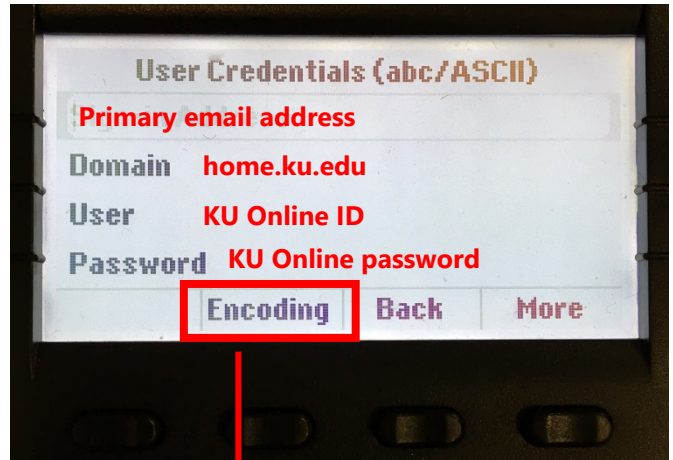 User Credentials (abc/ASCII)
Primary email address
Domain home.ku.edu
User KU Online ID
Password KU Online password
Encoding Back More